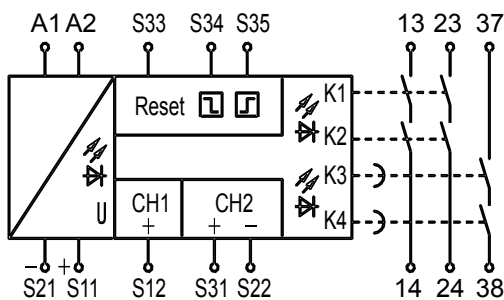 A1 A2 S33 S34 S35 13 23 37
Reset K1
K2
K3
U CH1 CH2
+ + − K4
− +
S21 S11 S12 S31 S22 14 24 38